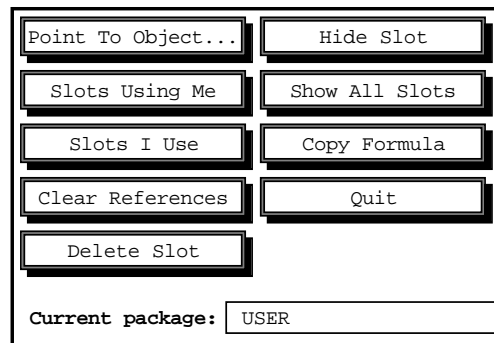 Point To Object... Hide Slot
Slots Using Me Show All Slots
Slots I Use Copy Formula
Clear References Quit
Delete Slot
Current package: USER